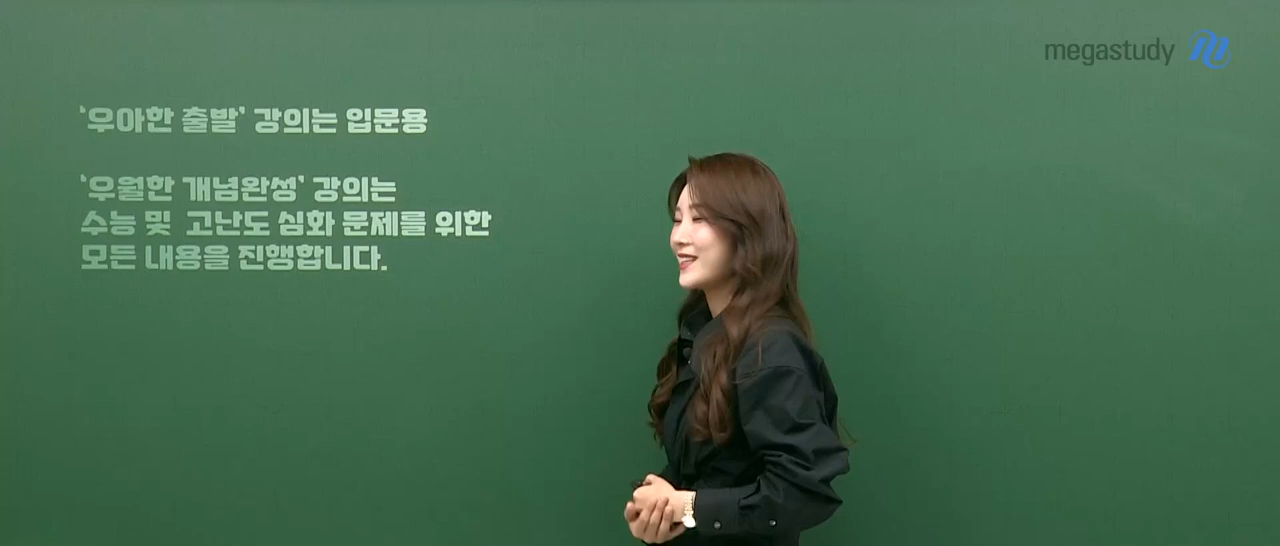 megastudy
'우아한 출발' 강의는 입문용
'우월한 개념완성' 강의는
수능 및 고난도 심화 문제를 위한
모든 내용을 진행합니다.